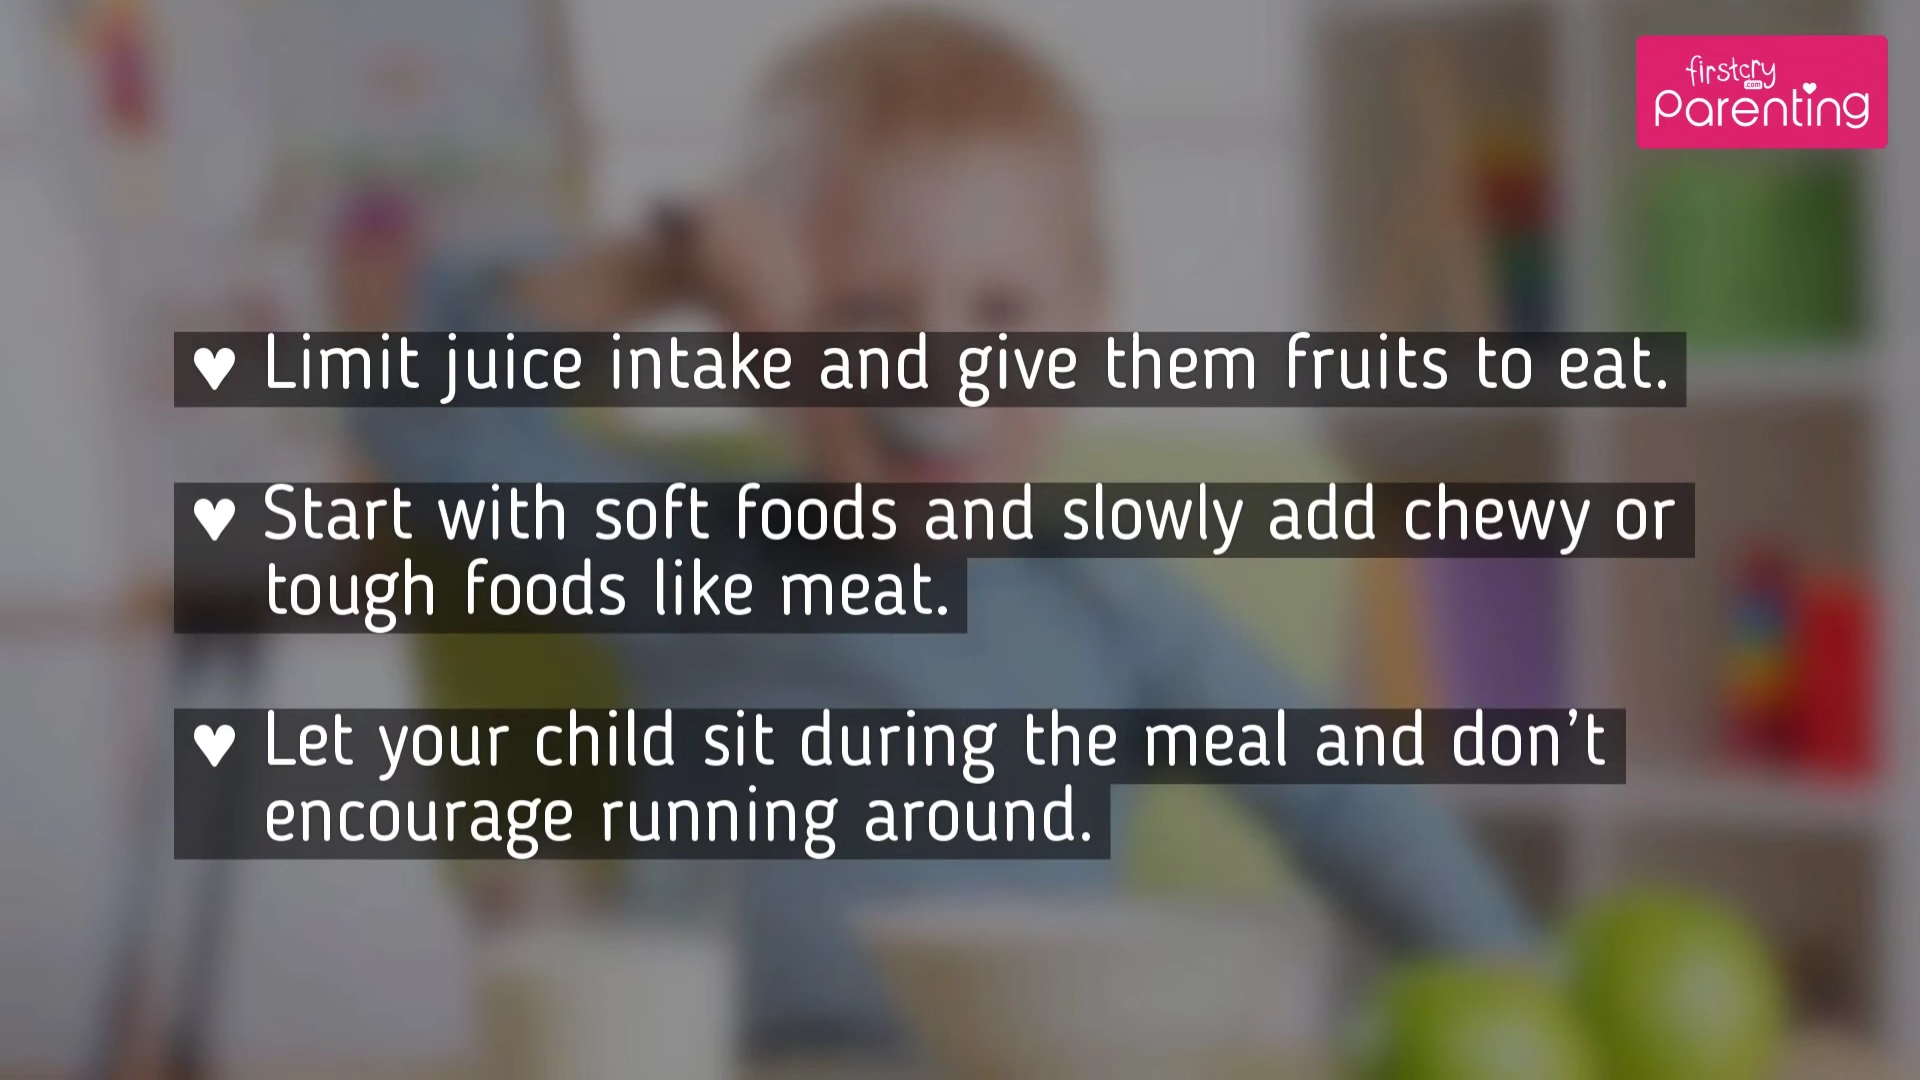 firstcry
.com
Parenting
♥ Limit juice intake and give them fruits to eat.
♥ Start with soft foods and slowly add chewy or
tough foods like meat.
♥ Let your child sit during the meal and don't
encourage running around.